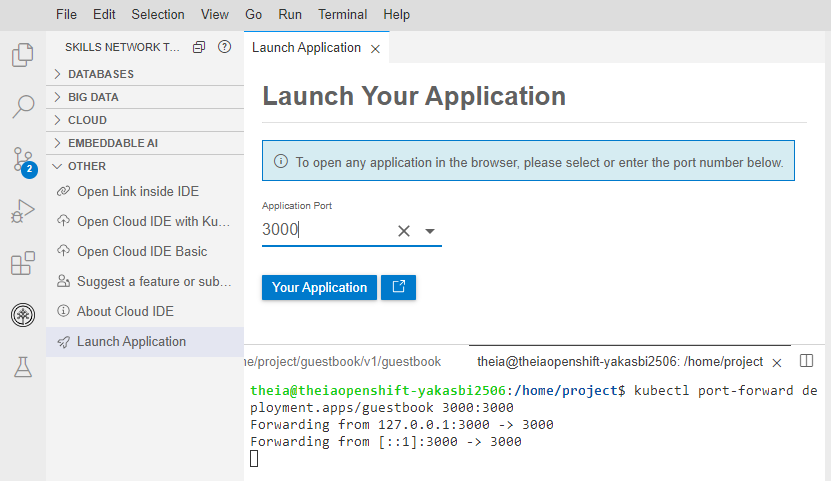 File Edit Selection View Go Run Terminal Help
SKILLS NETWORK T...
Launch Application
DATABASES
BIG DATA
CLOUD
EMBEDDABLE AI
OTHER
2
Open Link inside IDE
Open Cloud IDE with Ku...
Open Cloud IDE Basic
Suggest a feature or sub...
About Cloud IDE
Launch Application
Launch Your Application
To open any application in the browser, please select or enter the port number below.
Application Port
3000
Your Application
ne/project/guestbook/v1/guestbook
theia@theiaopenshift-yakasbi2506: /home/project
theia@theiaopenshift-yakasbi2506:/home/project$ kubectl port-forward de
ployment.apps/guestbook 3000:3000
Forwarding from 127.0.0.1:3000 -> 3000
Forwarding from [::1]:3000 -> 3000